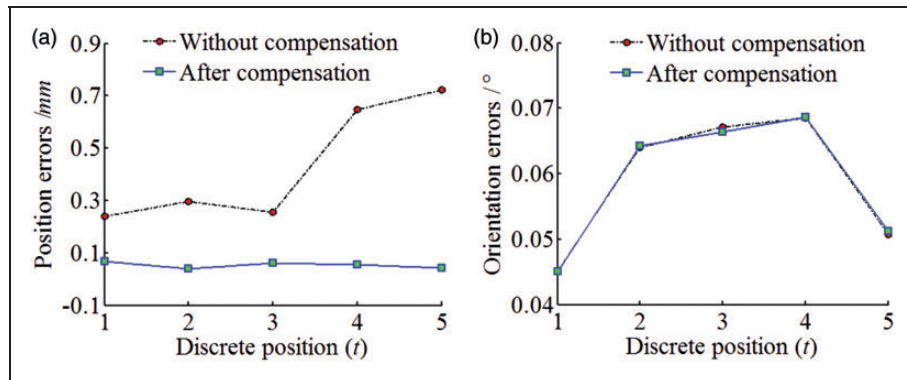 (a)
Position errors /mm
0.9
0.7
0.5
0.3
0.1
-0.1
Without compensation
After compensation
1 2 3 4 5
Discrete position (t)
(b)
Orientation errors / °
0.08
0.07
0.06
0.05
0.04
Without compensation
After compensation
1 2 3 4 5
Discrete position (t)